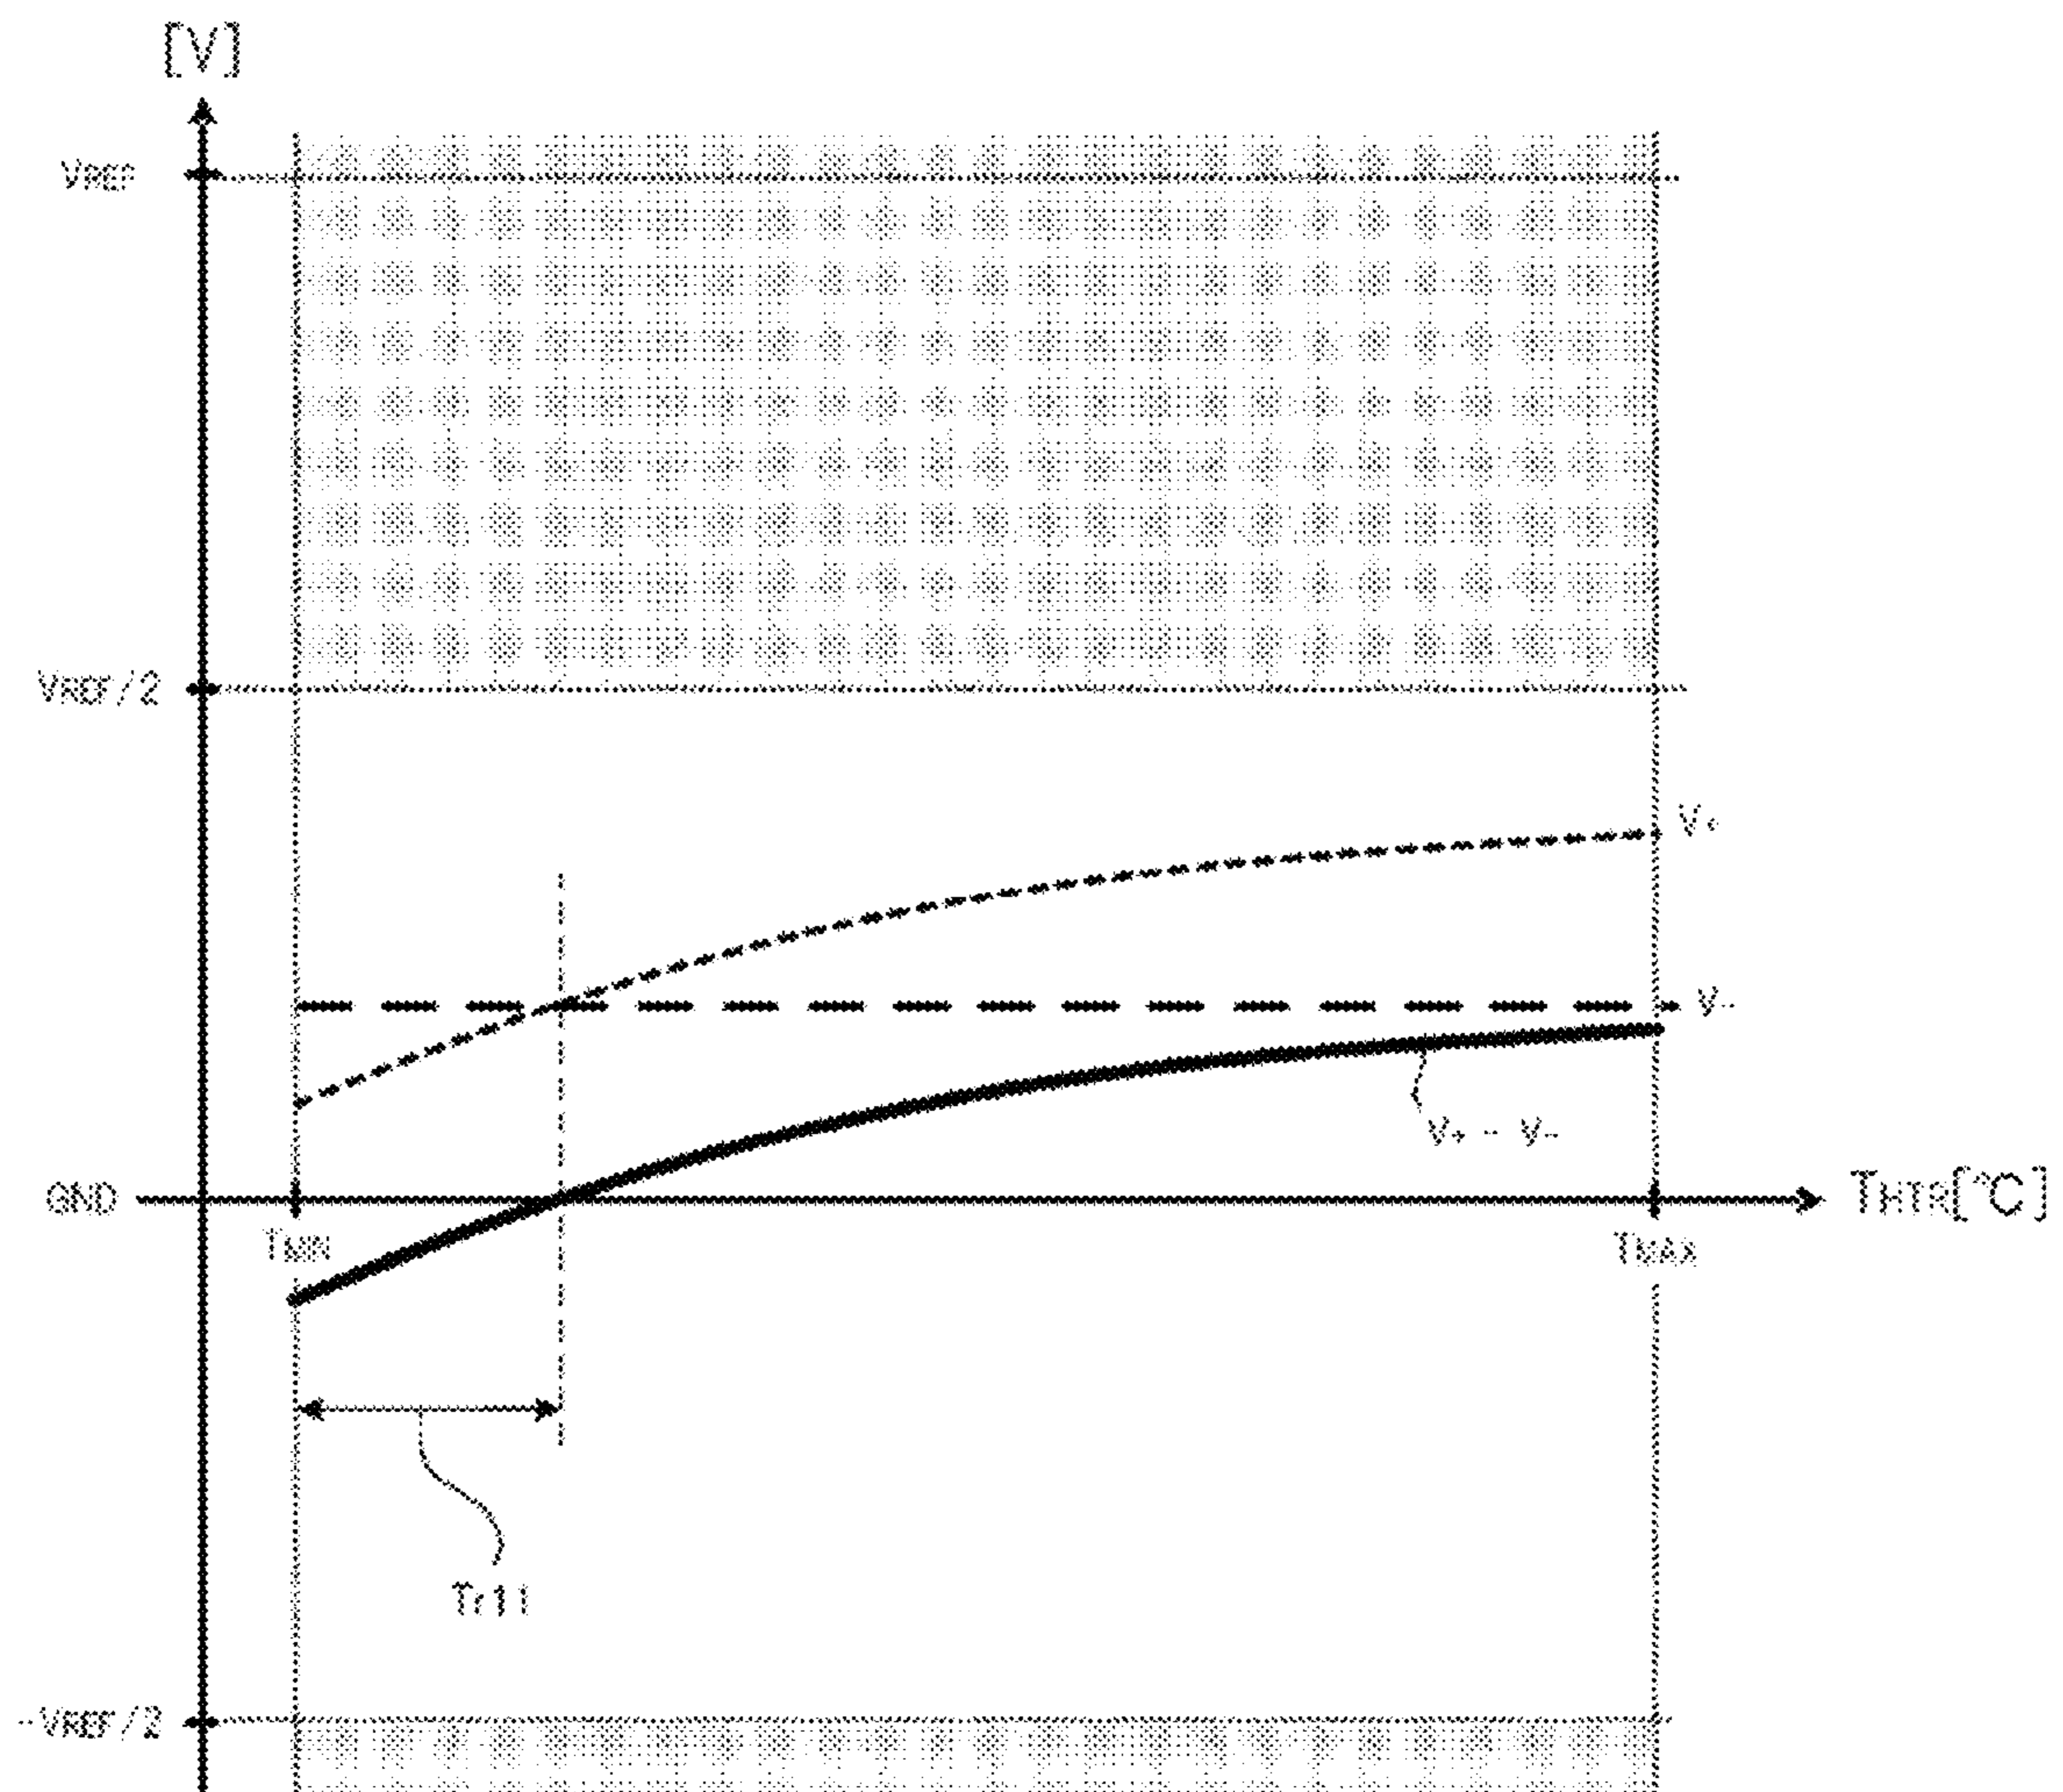 [V]
VREF
VREF/2
V+
V-
V+ - V-
GND
THTR[°C]
TMIN
TMAX
Tr11
-VREF/2